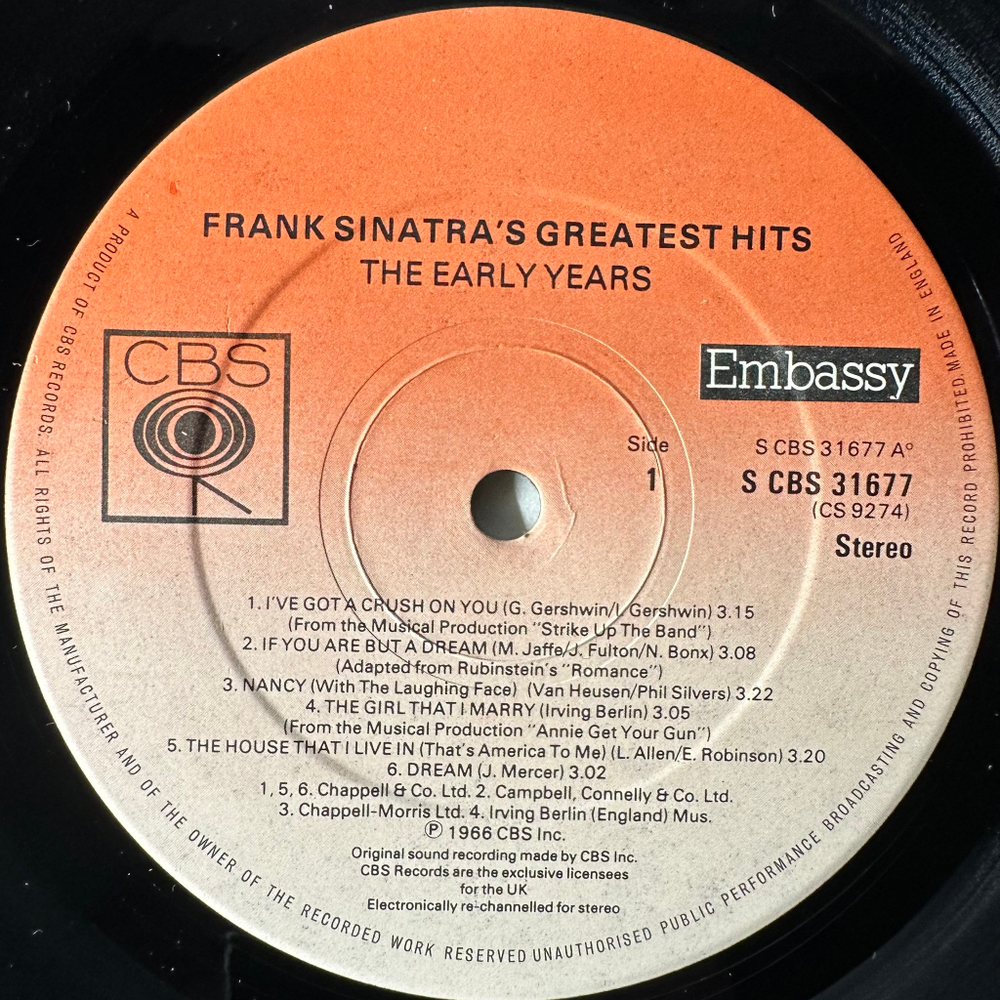 FRANK SINATRA'S GREATEST HITS
THE EARLY YEARS
CBS
Embassy
Side
1
S CBS 31677 A°
S CBS 31677
(CS 9274)
Stereo
1. I'VE GOT A CRUSH ON YOU (G. Gershwin/I. Gershwin) 3.15
(From the Musical Production "Strike Up The Band")
2. IF YOU ARE BUT A DREAM (M. Jaffe/J. Fulton/N. Bonx) 3.08
(Adapted from Rubinstein's "Romance")
3. NANCY (With The Laughing Face) (Van Heusen/Phil Silvers) 3.22
4. THE GIRL THAT I MARRY (Irving Berlin) 3.05
(From the Musical Production "Annie Get Your Gun")
5. THE HOUSE THAT I LIVE IN (That's America To Me) (L. Allen/E. Robinson) 3.20
6. DREAM (J. Mercer) 3.02
1, 5, 6. Chappell & Co. Ltd. 2. Campbell, Connelly & Co. Ltd.
3. Chappell-Morris Ltd. 4. Irving Berlin (England) Mus.
℗ 1966 CBS Inc.
Original sound recording made by CBS Inc.
CBS Records are the exclusive licensees
for the UK
Electronically re-channelled for stereo
A PRODUCT OF CBS RECORDS. ALL RIGHTS OF THE MANUFACTURER AND OF THE OWNER OF THE RECORDED WORK RESERVED UNAUTHORISED PUBLIC PERFORMANCE BROADCASTING AND COPYING OF THIS RECORD PROHIBITED. MADE IN ENGLAND